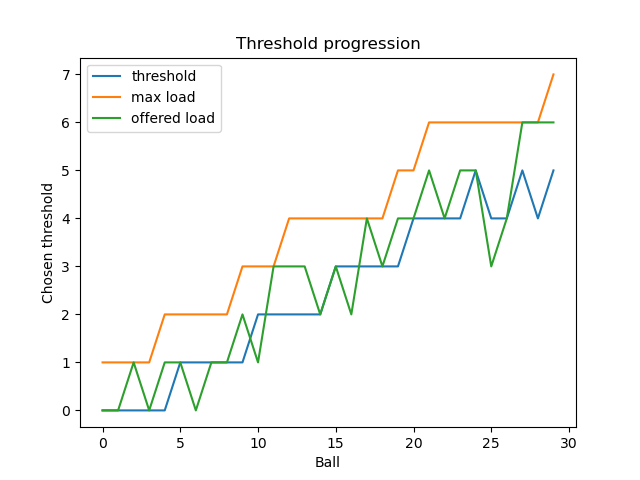 Threshold progression
threshold
max load
offered load
Chosen threshold
7
6
5
4
3
2
1
0
0 5 10 15 20 25 30
Ball